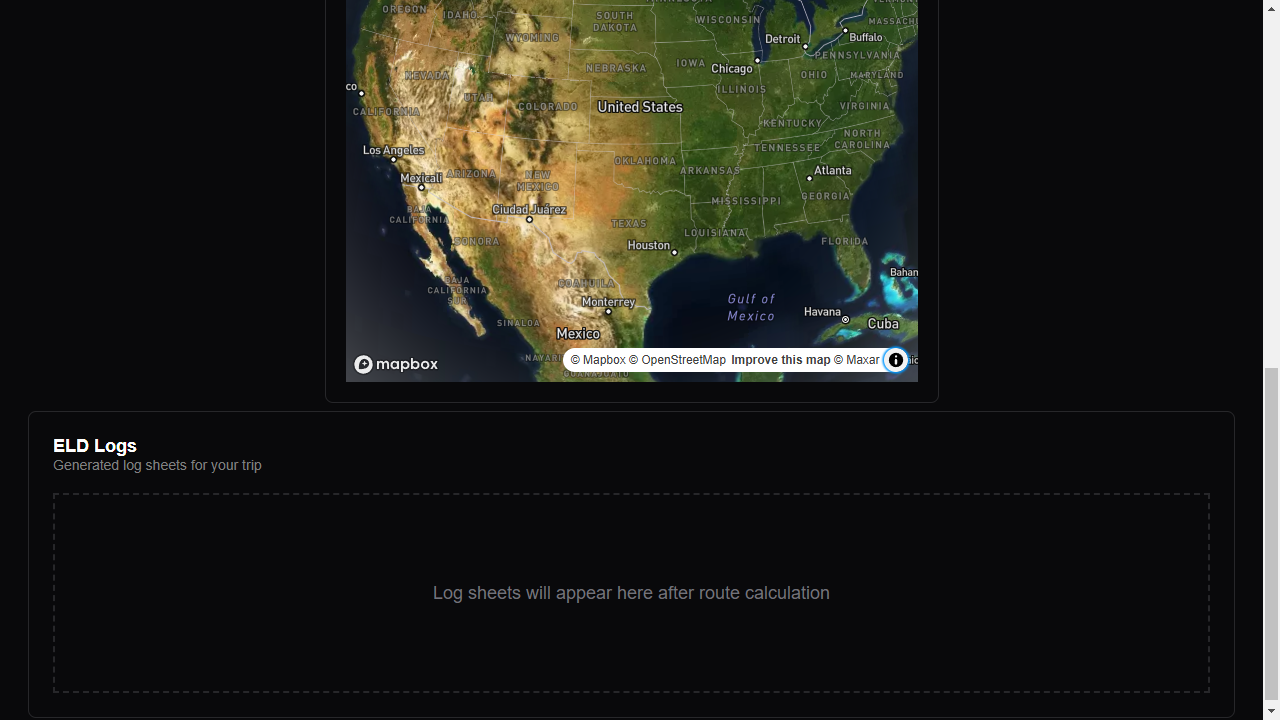 OREGON
IDAHO
WYOMING
SOUTH
DAKOTA
WISCONSIN
Detroit
Buffalo
MASSACH
PENNSYLVANIA
NEBRASKA
IOWA
Chicago
OHIO
MARYLAND
NEVADA
UTAH
COLORADO
United States
ILLINOIS
co
CALIFORNIA
VIRGINIA
KENTUCKY
NORTH
CAROLINA
TENNESSEE
Los Angeles
OKLAHOMA
ARKANSAS
Atlanta
Mexicali
ARIZONA
NEW
MEXICO
GEORGIA
MISSISSIPPI
BAJA
CALIFORNIA
Ciudad Juárez
TEXAS
LOUISIANA
FLORIDA
SONORA
Houston
Bahan
BAJA
CALIFORNIA
SUR
COAHUILA
Monterrey
Gulf of
Mexico
Havana
Cuba
SINALOA
Mexico
NAYARI
GUANAJUATO
mapbox
© Mapbox © OpenStreetMap Improve this map © Maxar
ELD Logs
Generated log sheets for your trip
Log sheets will appear here after route calculation